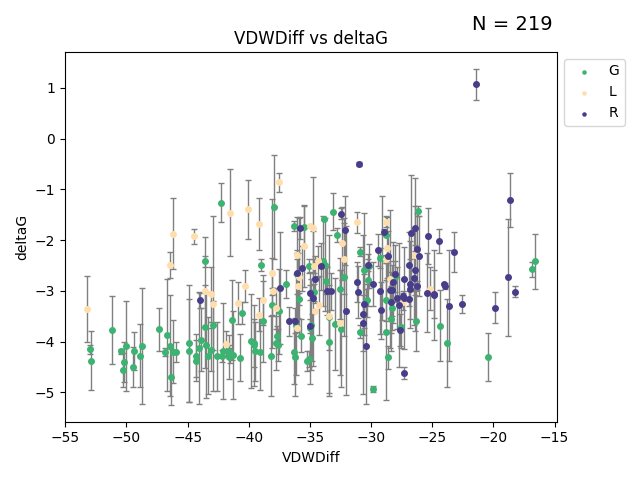 N = 219
VDWDiff vs deltaG
G
L
R
1
0
−1
−2
−3
−4
−5
deltaG
−55 −50 −45 −40 −35 −30 −25 −20 −15
VDWDiff